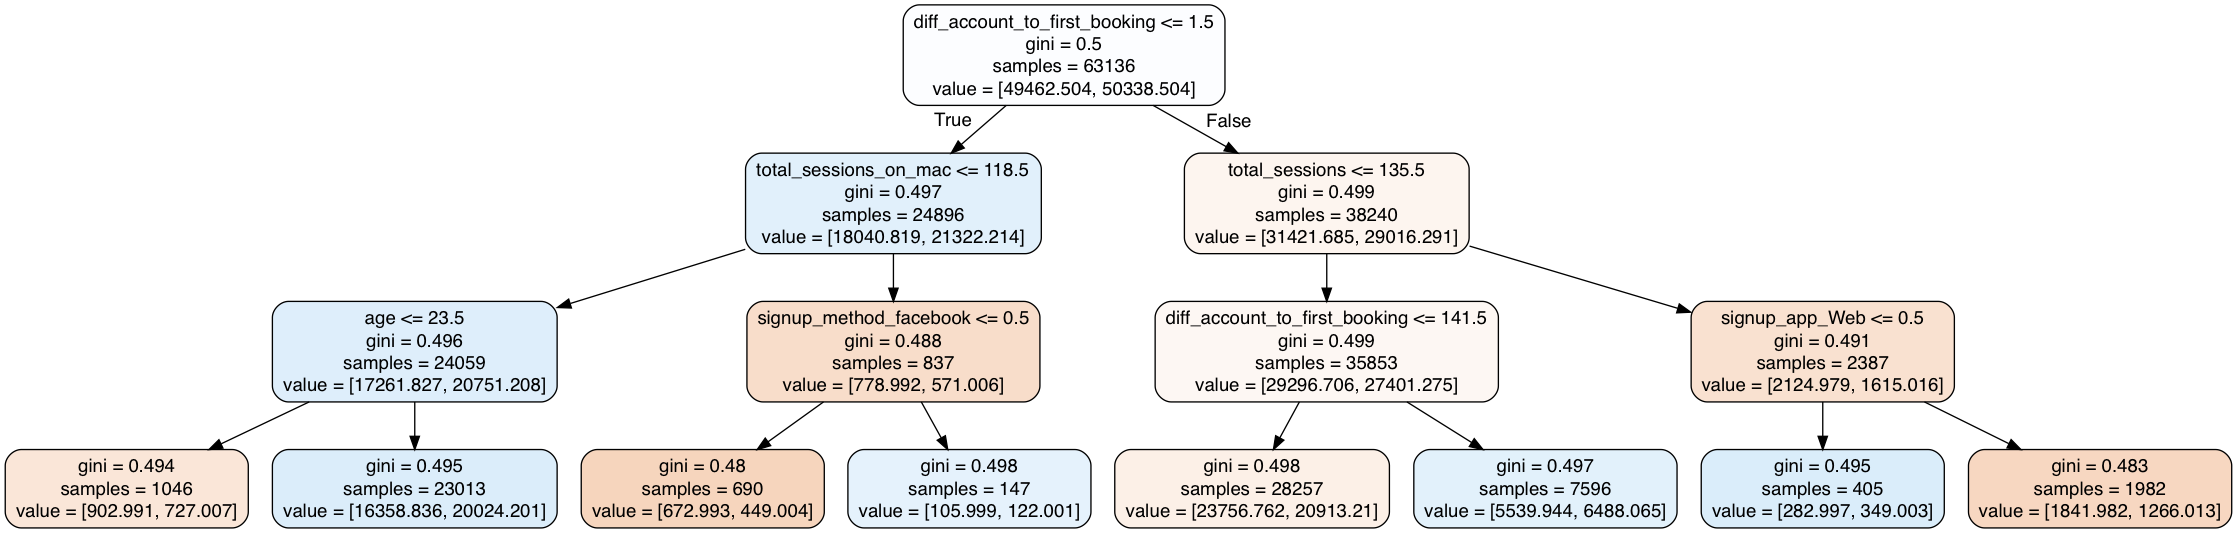 diff_account_to_first_booking <= 1.5
gini = 0.5
samples = 63136
value = [49462.504, 50338.504]
True
False
total_sessions_on_mac <= 118.5
gini = 0.497
samples = 24896
value = [18040.819, 21322.214]
total_sessions <= 135.5
gini = 0.499
samples = 38240
value = [31421.685, 29016.291]
age <= 23.5
gini = 0.496
samples = 24059
value = [17261.827, 20751.208]
signup_method_facebook <= 0.5
gini = 0.488
samples = 837
value = [778.992, 571.006]
diff_account_to_first_booking <= 141.5
gini = 0.499
samples = 35853
value = [29296.706, 27401.275]
signup_app_Web <= 0.5
gini = 0.491
samples = 2387
value = [2124.979, 1615.016]
gini = 0.494
samples = 1046
value = [902.991, 727.007]
gini = 0.495
samples = 23013
value = [16358.836, 20024.201]
gini = 0.48
samples = 690
value = [672.993, 449.004]
gini = 0.498
samples = 147
value = [105.999, 122.001]
gini = 0.498
samples = 28257
value = [23756.762, 20913.21]
gini = 0.497
samples = 7596
value = [5539.944, 6488.065]
gini = 0.495
samples = 405
value = [282.997, 349.003]
gini = 0.483
samples = 1982
value = [1841.982, 1266.013]